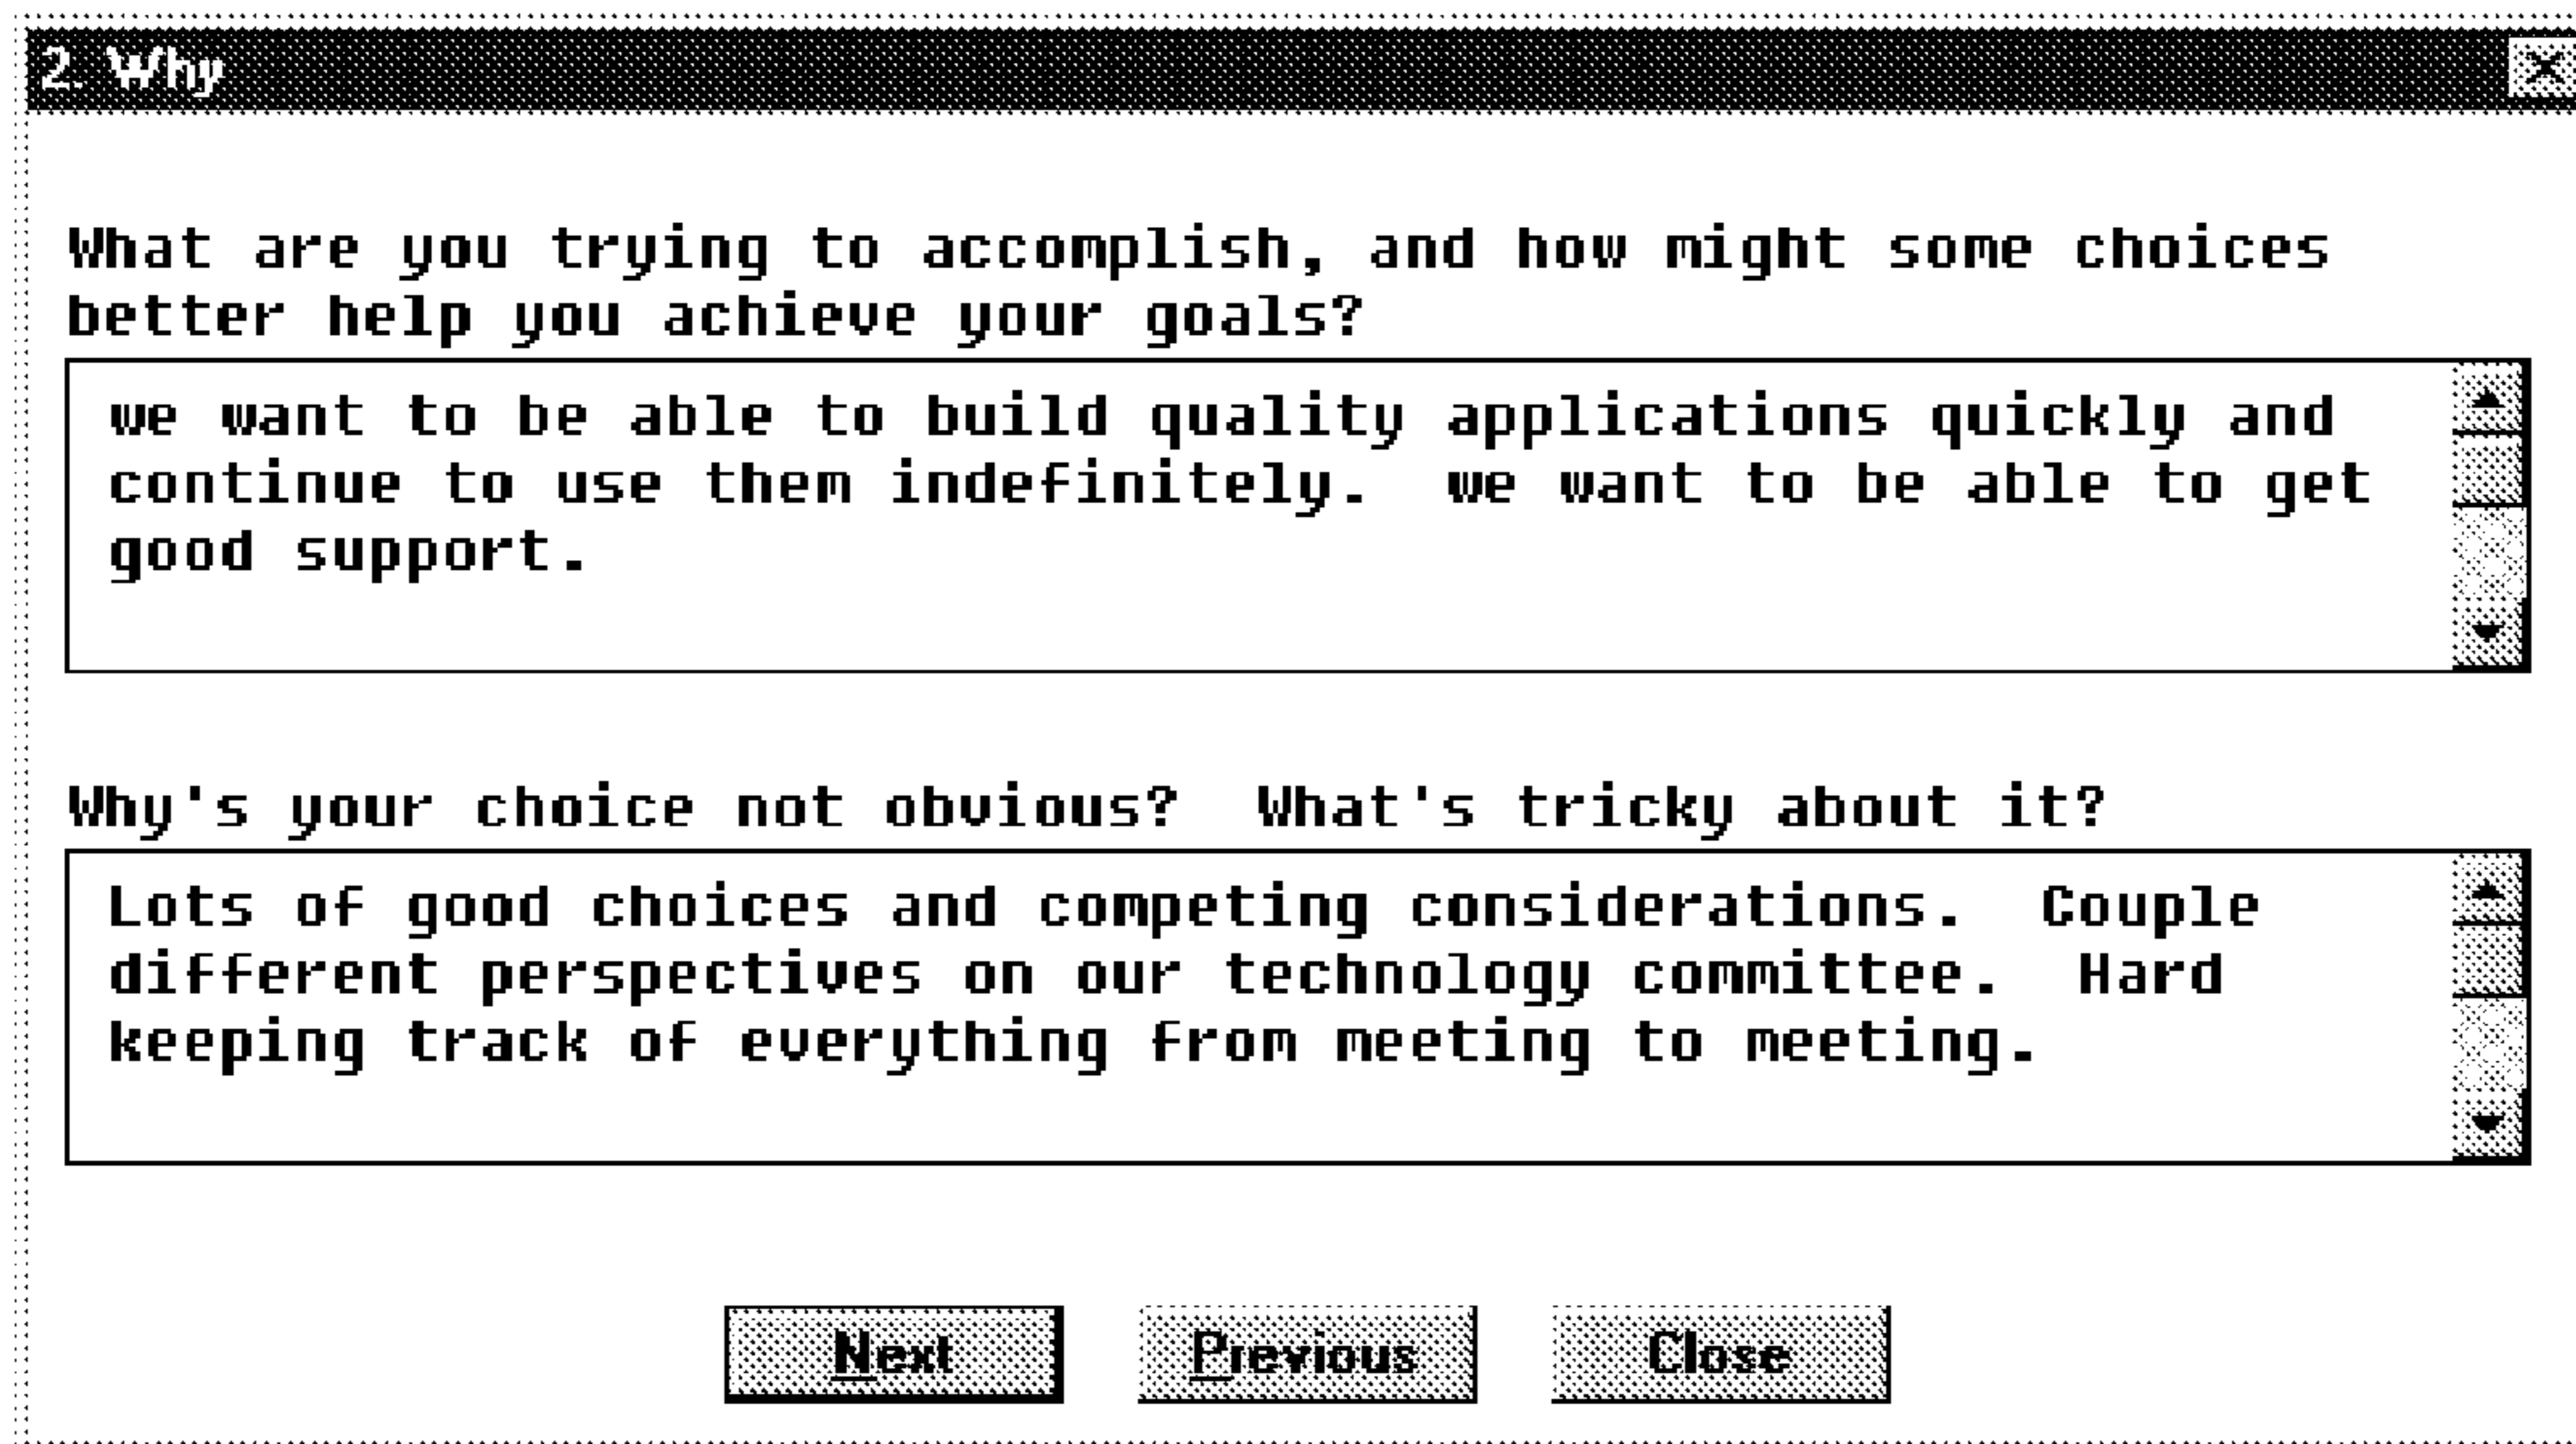 2. Why
What are you trying to accomplish, and how might some choices
better help you achieve your goals?
we want to be able to build quality applications quickly and
continue to use them indefinitely.  we want to be able to get
good support.
Why's your choice not obvious?  What's tricky about it?
Lots of good choices and competing considerations.  Couple
different perspectives on our technology committee.  Hard
keeping track of everything from meeting to meeting.
Next Previous Close